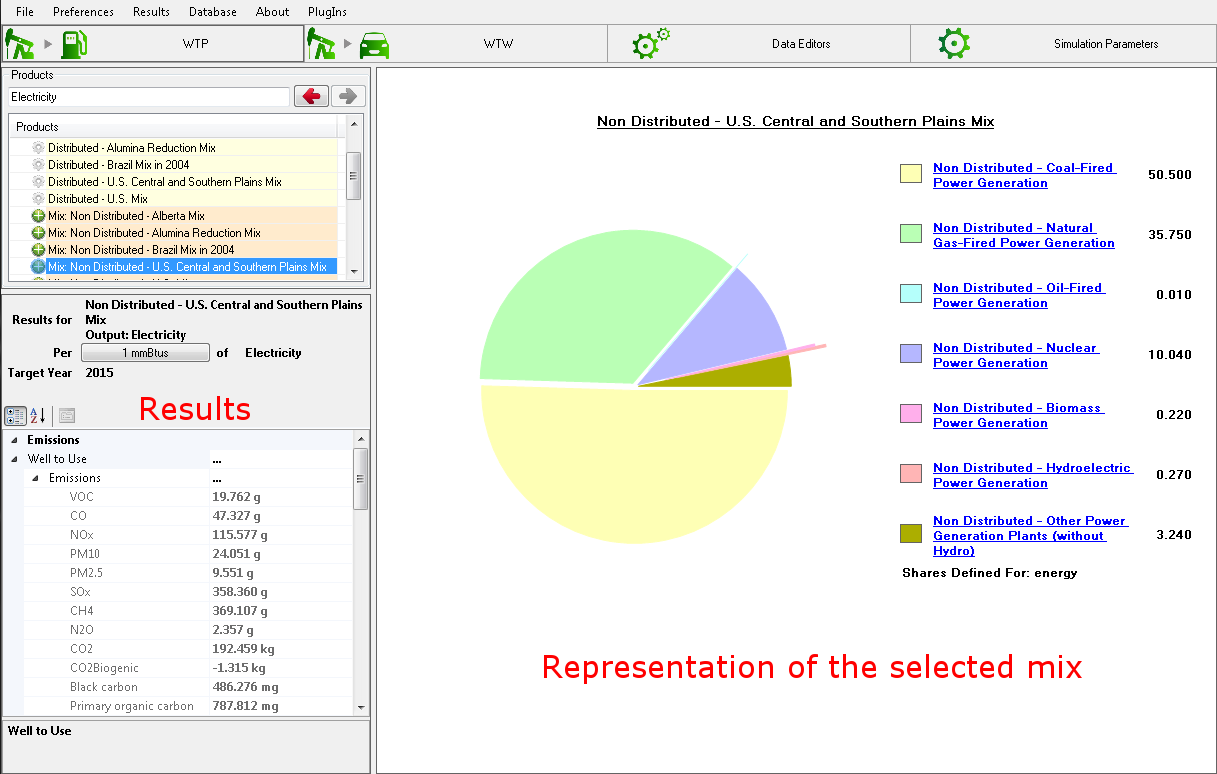 File Preferences Results Database About PlugIns
WTP WTW Data Editors Simulation Parameters
Products
Electricity
Products
Distributed - Alumina Reduction Mix
Distributed - Brazil Mix in 2004
Distributed - U.S. Central and Southern Plains Mix
Distributed - U.S. Mix
Mix: Non Distributed - Alberta Mix
Mix: Non Distributed - Alumina Reduction Mix
Mix: Non Distributed - Brazil Mix in 2004
Mix: Non Distributed - U.S. Central and Southern Plains Mix
Results for Non Distributed - U.S. Central and Southern Plains
Mix
Output: Electricity
Per 1 mmBtus of Electricity
Target Year 2015
Results
Emissions
Well to Use ...
Emissions ...
VOC 19.762 g
CO 47.327 g
NOx 115.577 g
PM10 24.051 g
PM2.5 9.551 g
SOx 358.360 g
CH4 369.107 g
N2O 2.357 g
CO2 192.459 kg
CO2Biogenic -1.315 kg
Black carbon 486.276 mg
Primary organic carbon 787.812 mg
Well to Use
Non Distributed - U.S. Central and Southern Plains Mix
Non Distributed - Coal-Fired
Power Generation 50.500
Non Distributed - Natural
Gas-Fired Power Generation 35.750
Non Distributed - Oil-Fired
Power Generation 0.010
Non Distributed - Nuclear
Power Generation 10.040
Non Distributed - Biomass
Power Generation 0.220
Non Distributed - Hydroelectric
Power Generation 0.270
Non Distributed - Other Power
Generation Plants (without 3.240
Hydro)
Shares Defined For: energy
Representation of the selected mix